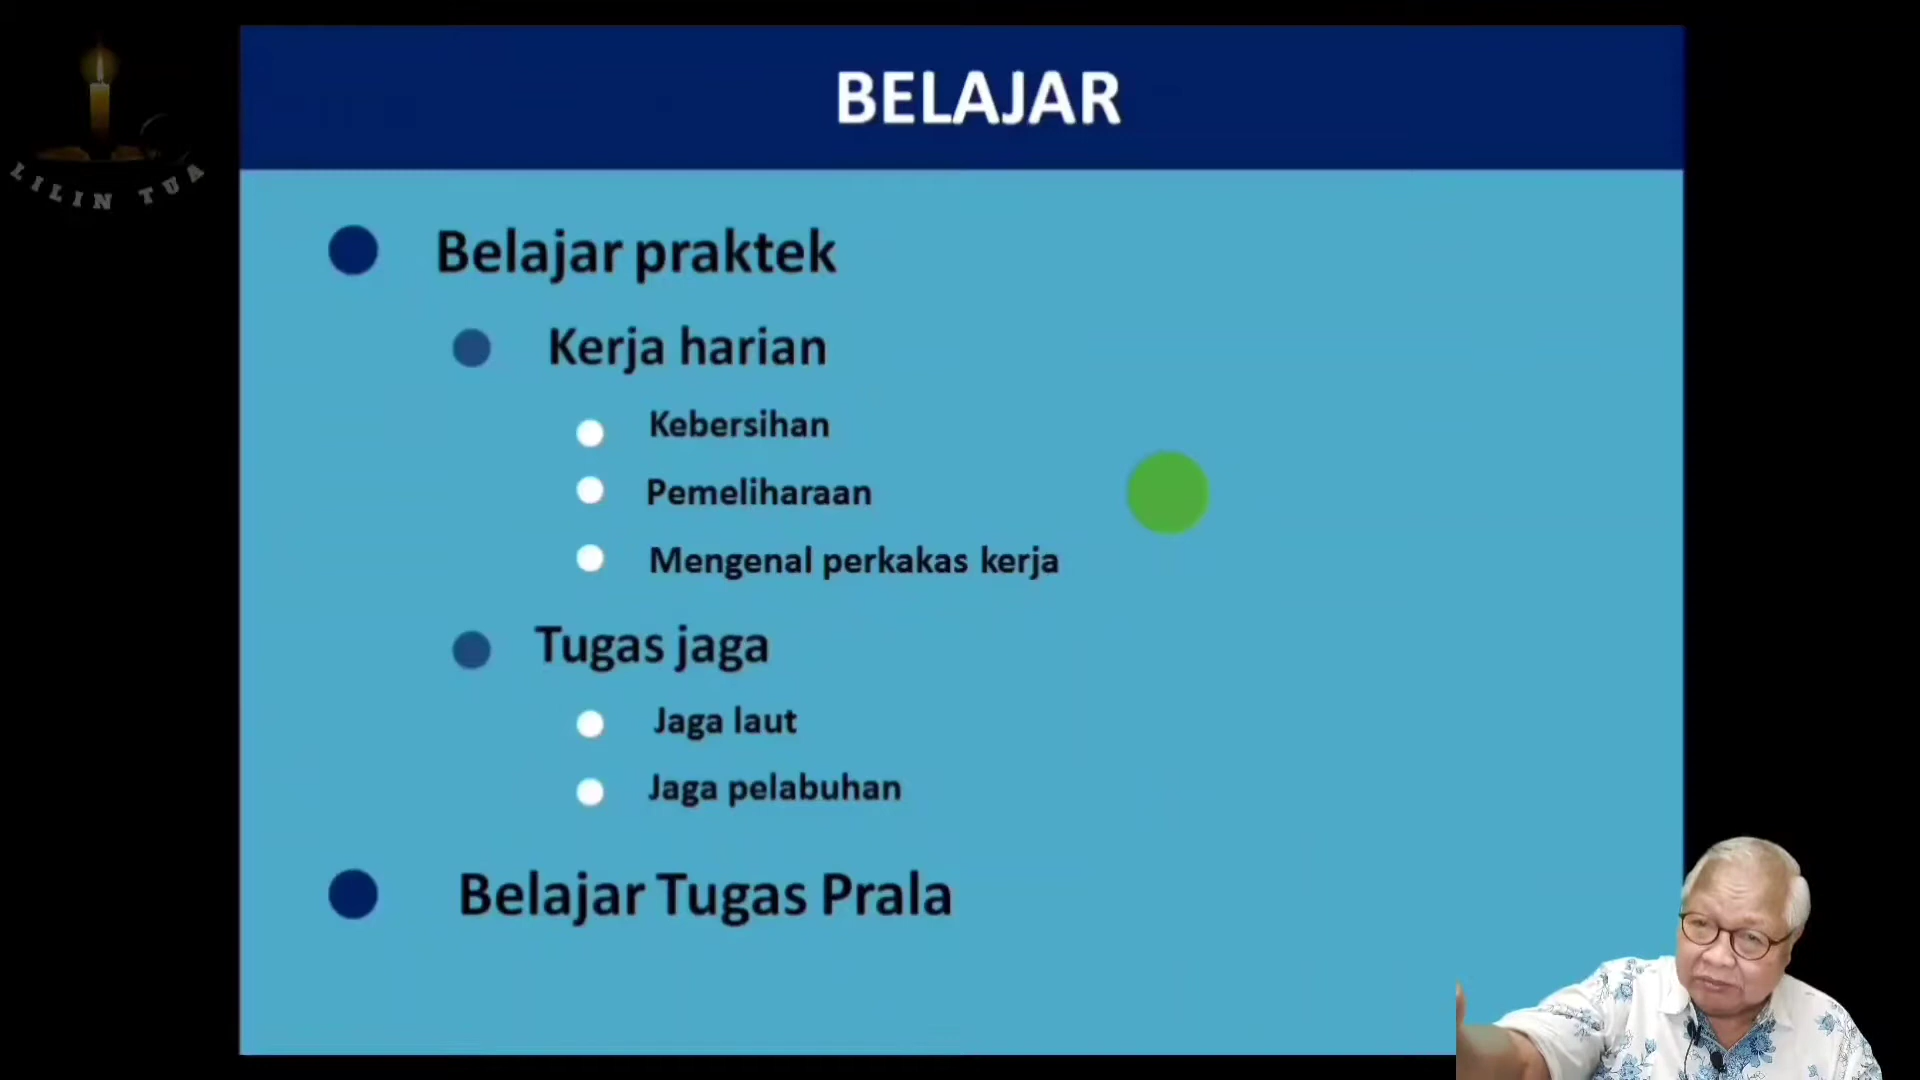 LILIN TUA
BELAJAR
Belajar praktek
Kerja harian
Kebersihan
Pemeliharaan
Mengenal perkakas kerja
Tugas jaga
Jaga laut
Jaga pelabuhan
Belajar Tugas Prala